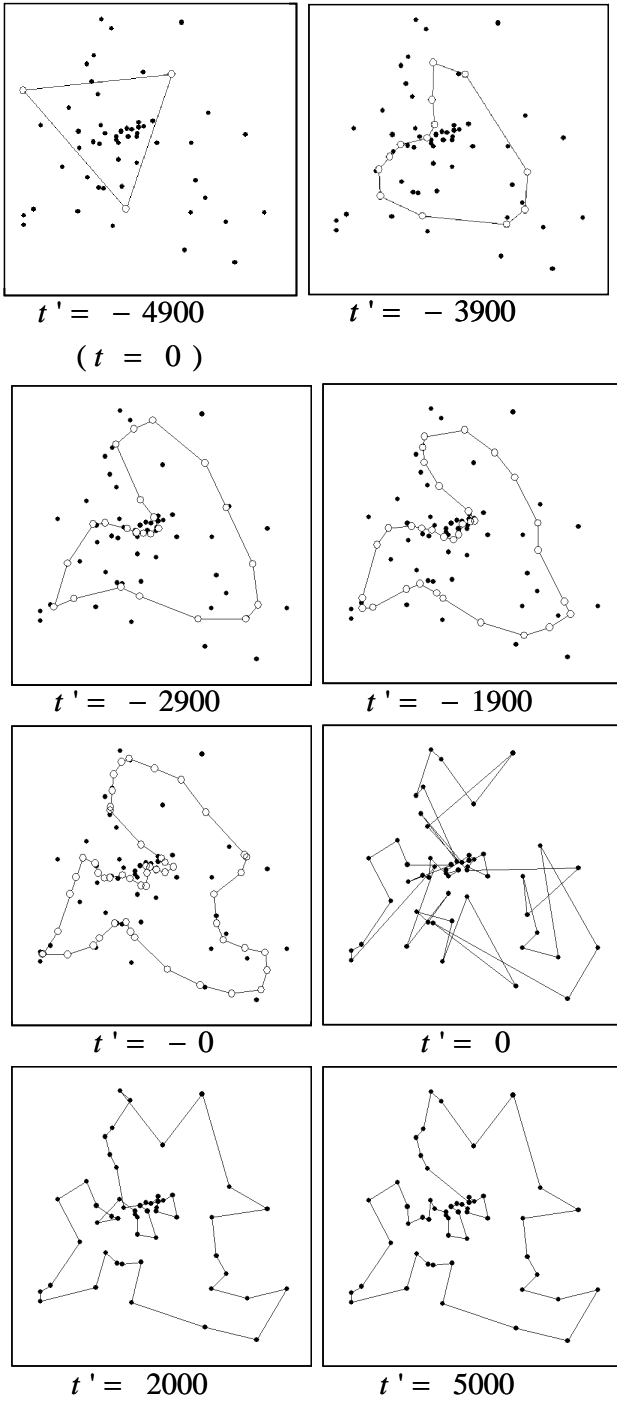 t ' = − 4900
( t = 0 )
t ' = − 3900
t ' = − 2900
t ' = − 1900
t ' = − 0
t ' = 0
t ' = 2000
t ' = 5000